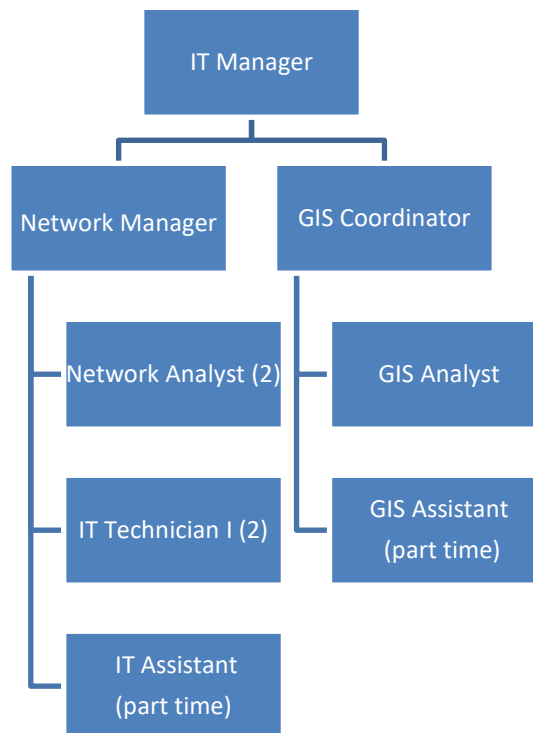 IT Manager
Network Manager
GIS Coordinator
Network Analyst (2)
GIS Analyst
IT Technician I (2)
GIS Assistant
(part time)
IT Assistant
(part time)